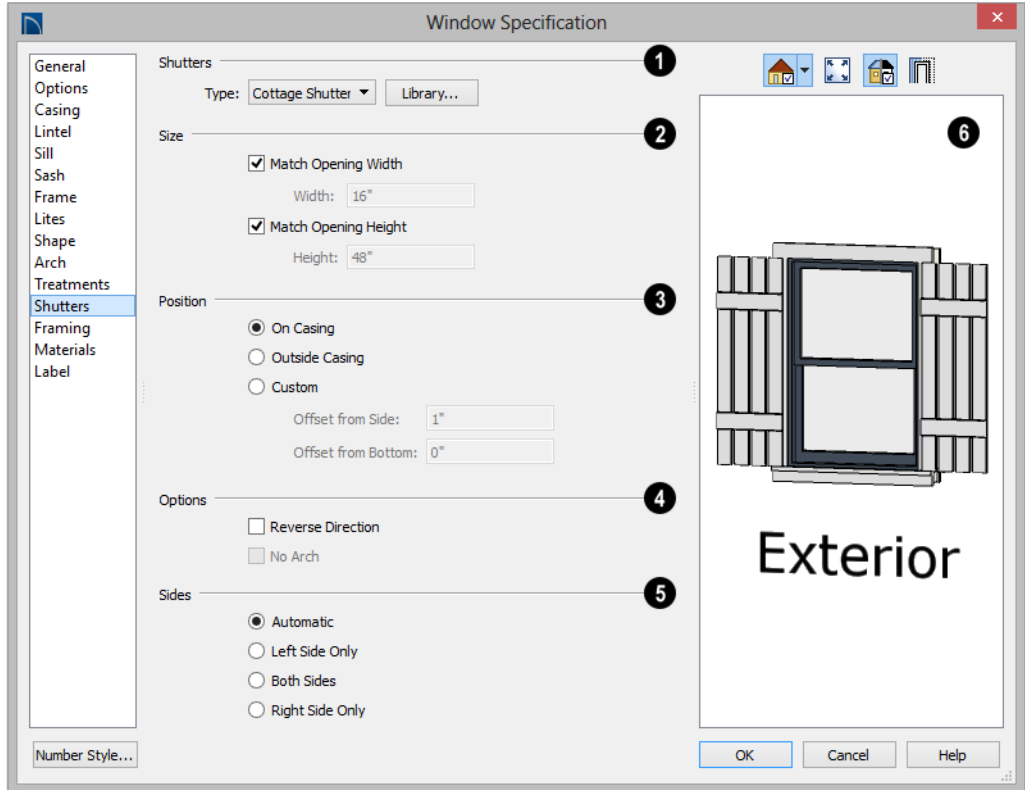 Window Specification
General
Options
Casing
Lintel
Sill
Sash
Frame
Lites
Shape
Arch
Treatments
Shutters
Framing
Materials
Label
Number Style...
Shutters 1
Type: Cottage Shutter Library...
Size 2
Match Opening Width
Width: 16"
Match Opening Height
Height: 48"
Position 3
On Casing
Outside Casing
Custom
Offset from Side: 1"
Offset from Bottom: 0"
Options 4
Reverse Direction
No Arch
Sides 5
Automatic
Left Side Only
Both Sides
Right Side Only
6
Exterior
OK Cancel Help